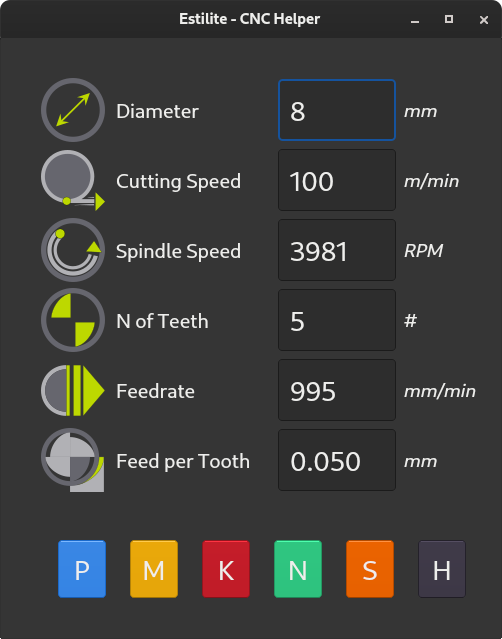 Estilite - CNC Helper
Diameter 8 mm
Cutting Speed 100 m/min
Spindle Speed 3981 RPM
N of Teeth 5 #
Feedrate 995 mm/min
Feed per Tooth 0.050 mm
P M K N S H